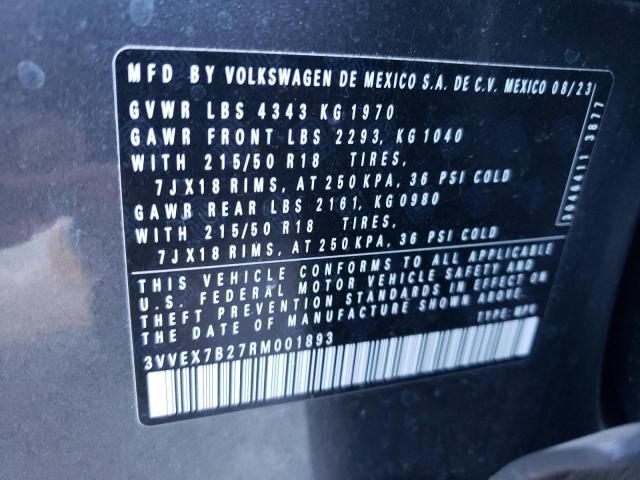 MFD BY VOLKSWAGEN DE MEXICO S.A. DE C.V. MEXICO 08/23
GVWR LBS 4343 KG 1970
GAWR FRONT LBS 2293, KG 1040
WITH 215/50 R18 TIRES,
7JX18 RIMS, AT 250 KPA, 36 PSI COLD
GAWR REAR LBS 2161, KG 0980
WITH 215/50 R18 TIRES,
7JX18 RIMS, AT 250 KPA, 36 PSI COLD
THIS VEHICLE CONFORMS TO ALL APPLICABLE
U.S. FEDERAL MOTOR VEHICLE SAFETY AND
THEFT PREVENTION STANDARDS IN EFFECT ON
THE DATE OF MANUFACTURE SHOWN ABOVE.
TYPE: MPV
3VVEX7B27RM001893
3877